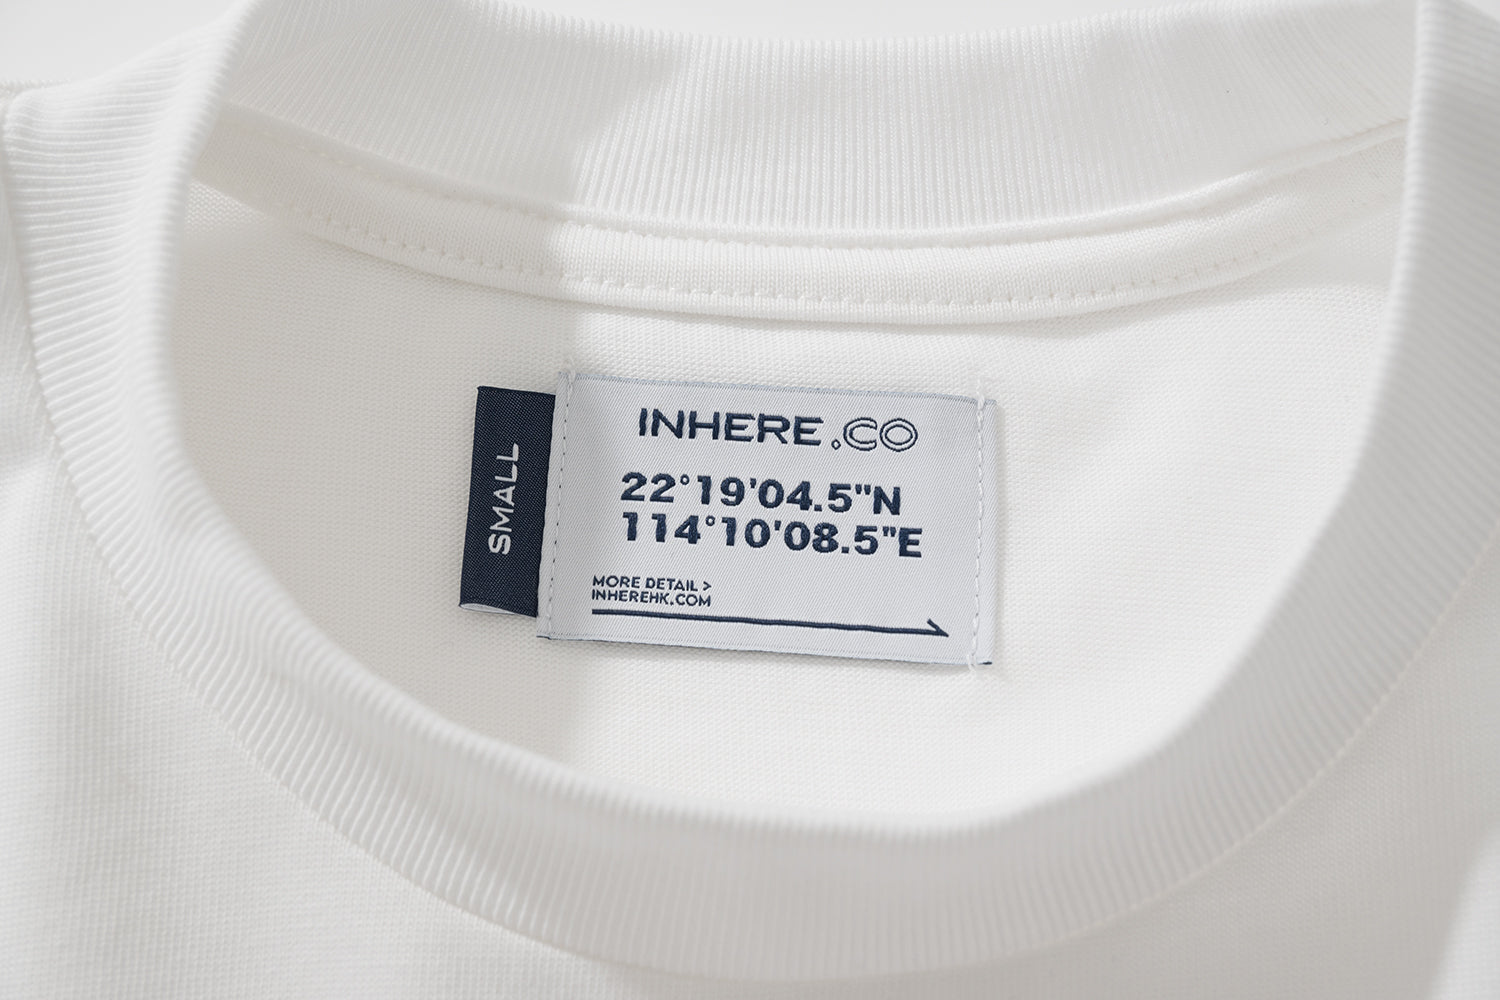 SMALL
INHERE.CO
22°19'04.5"N
114°10'08.5"E
MORE DETAIL >
INHEREHK.COM